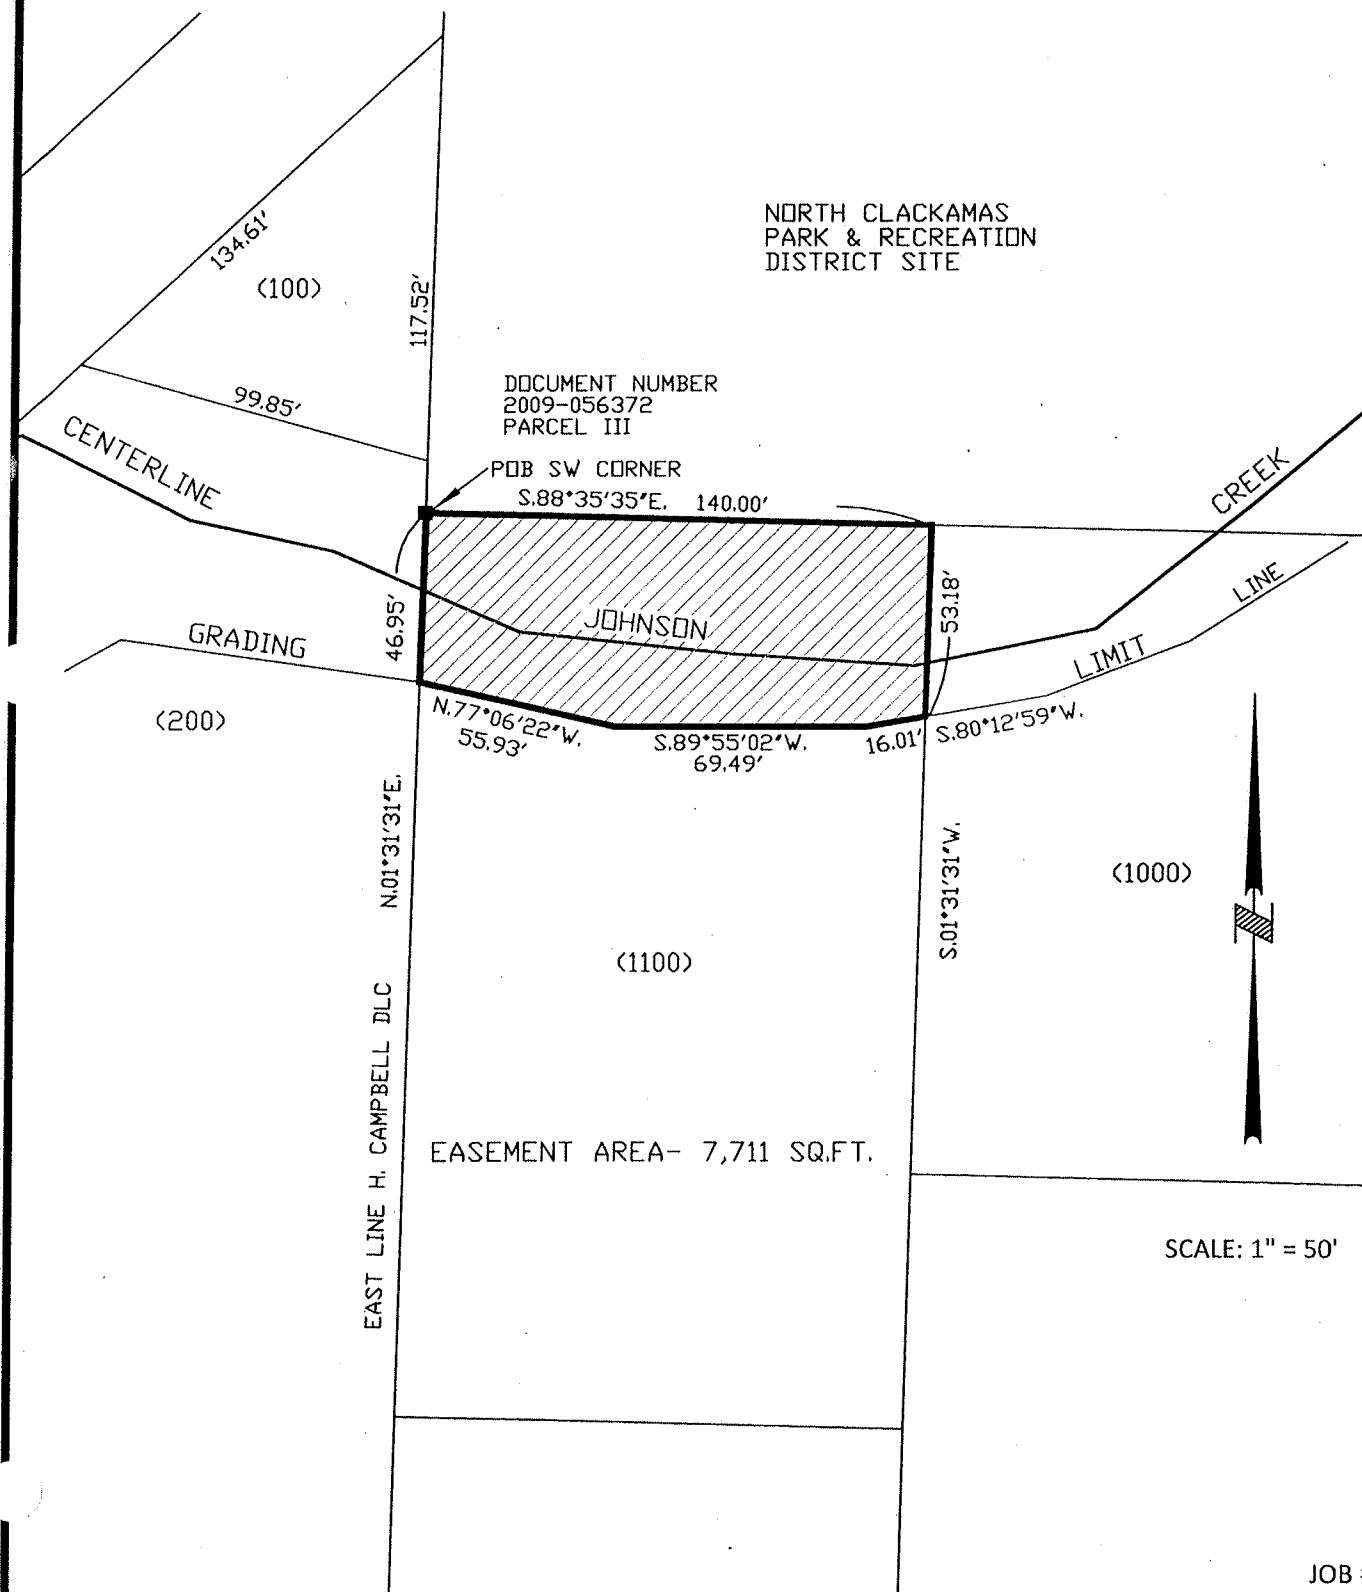 NORTH CLACKAMAS
PARK & RECREATION
DISTRICT SITE
134.61'
(100)
117.52'
DOCUMENT NUMBER
2009-056372
PARCEL III
99.85'
CENTERLINE
POB SW CORNER
S.88°35'35"E. 140.00'
CREEK
LINE
46.95'
JOHNSON
53.18'
GRADING
LIMIT
(200)
N.77°06'22"W.
55.93'
S.89°55'02"W.
69.49'
16.01'
S.80°12'59"W.
N.01°31'31"E.
S.01°31'31"W.
(1000)
(1100)
EAST LINE H. CAMPBELL DLC
EASEMENT AREA- 7,711 SQ.FT.
SCALE: 1" = 50'
JOB